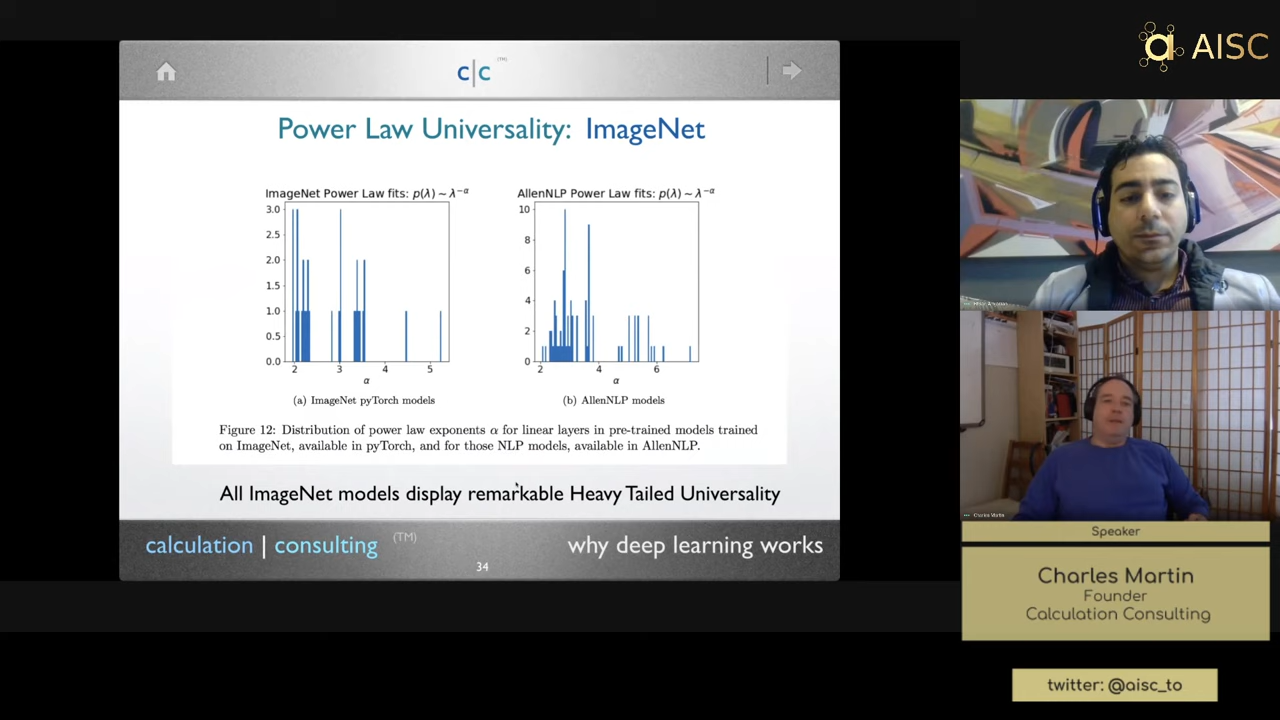 AISC
c|c (TM)
Power Law Universality: ImageNet
ImageNet Power Law fits: p(λ) ~ λ^−α
3.0
2.5
2.0
1.5
1.0
0.5
0.0
2 3 4 5
α
(a) ImageNet pyTorch models
AllenNLP Power Law fits: p(λ) ~ λ^−α
10
8
6
4
2
0
2 4 6
α
(b) AllenNLP models
Figure 12: Distribution of power law exponents α for linear layers in pre-trained models trained
on ImageNet, available in pyTorch, and for those NLP models, available in AllenNLP.
All ImageNet models display remarkable Heavy Tailed Universality
calculation | consulting (TM)
why deep learning works
34
Charles Martin
Speaker
Charles Martin
Founder
Calculation Consulting
twitter: @aisc_to